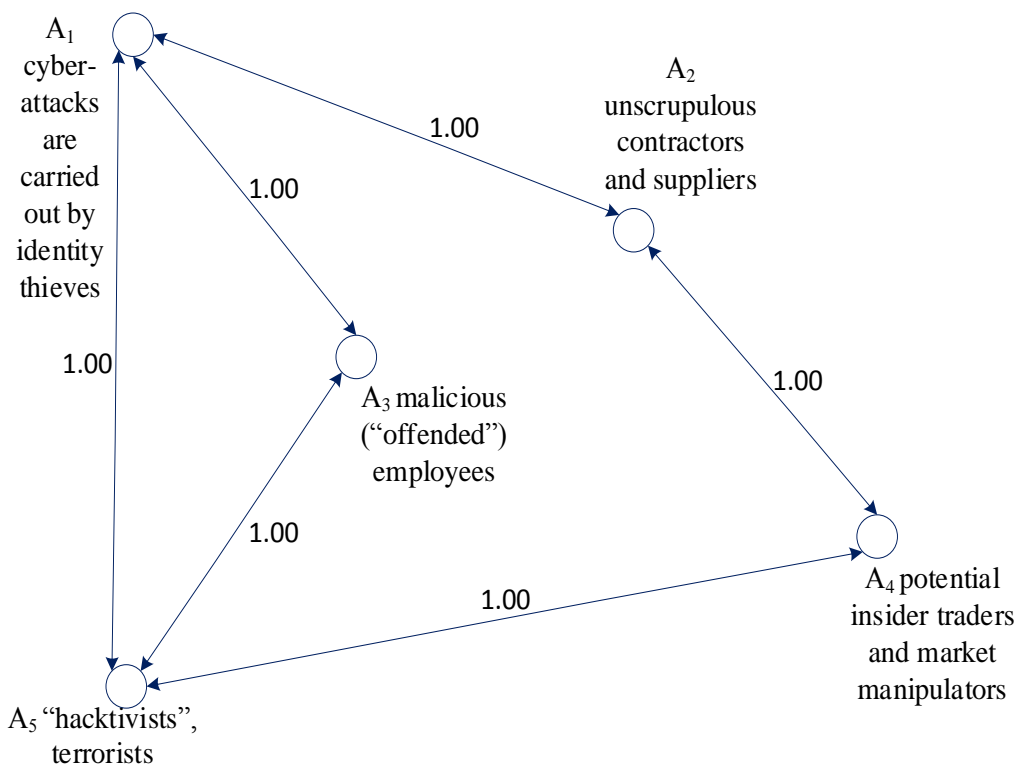 A₁
cyber-
attacks
are
carried
out by
identity
thieves
A₂
unscrupulous
contractors
and suppliers
1.00
1.00
1.00
1.00
A₃ malicious
(“offended”)
employees
1.00
1.00
A₄ potential
insider traders
and market
manipulators
A₅ “hacktivists”,
terrorists